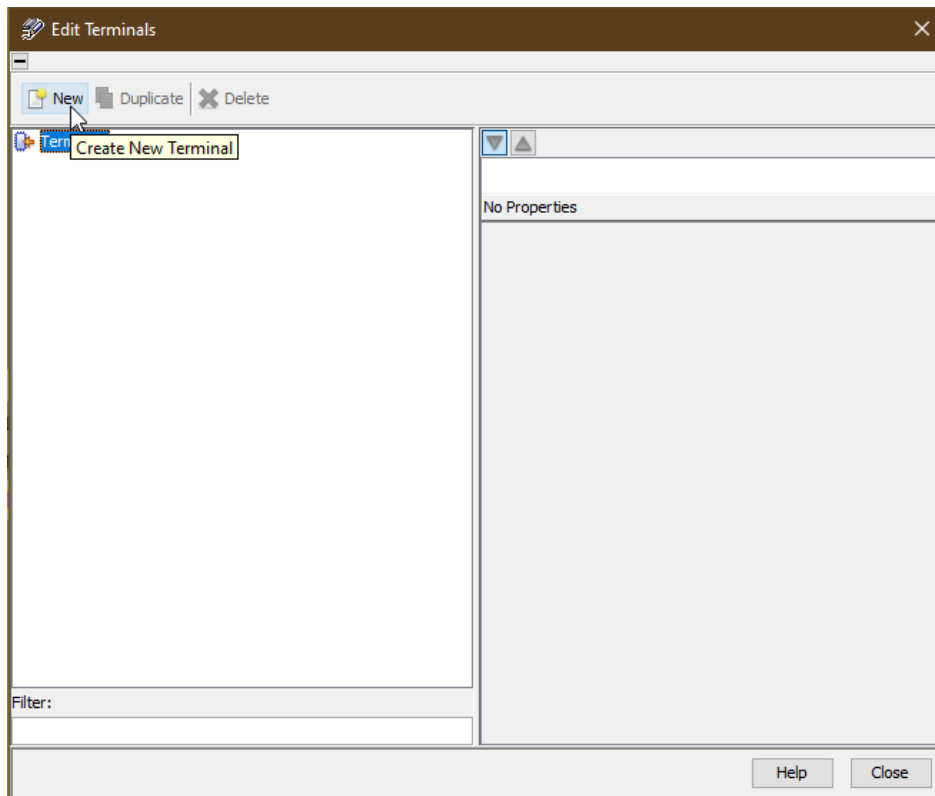 Edit Terminals
New Duplicate Delete
Create New Terminal
No Properties
Filter:
Help Close